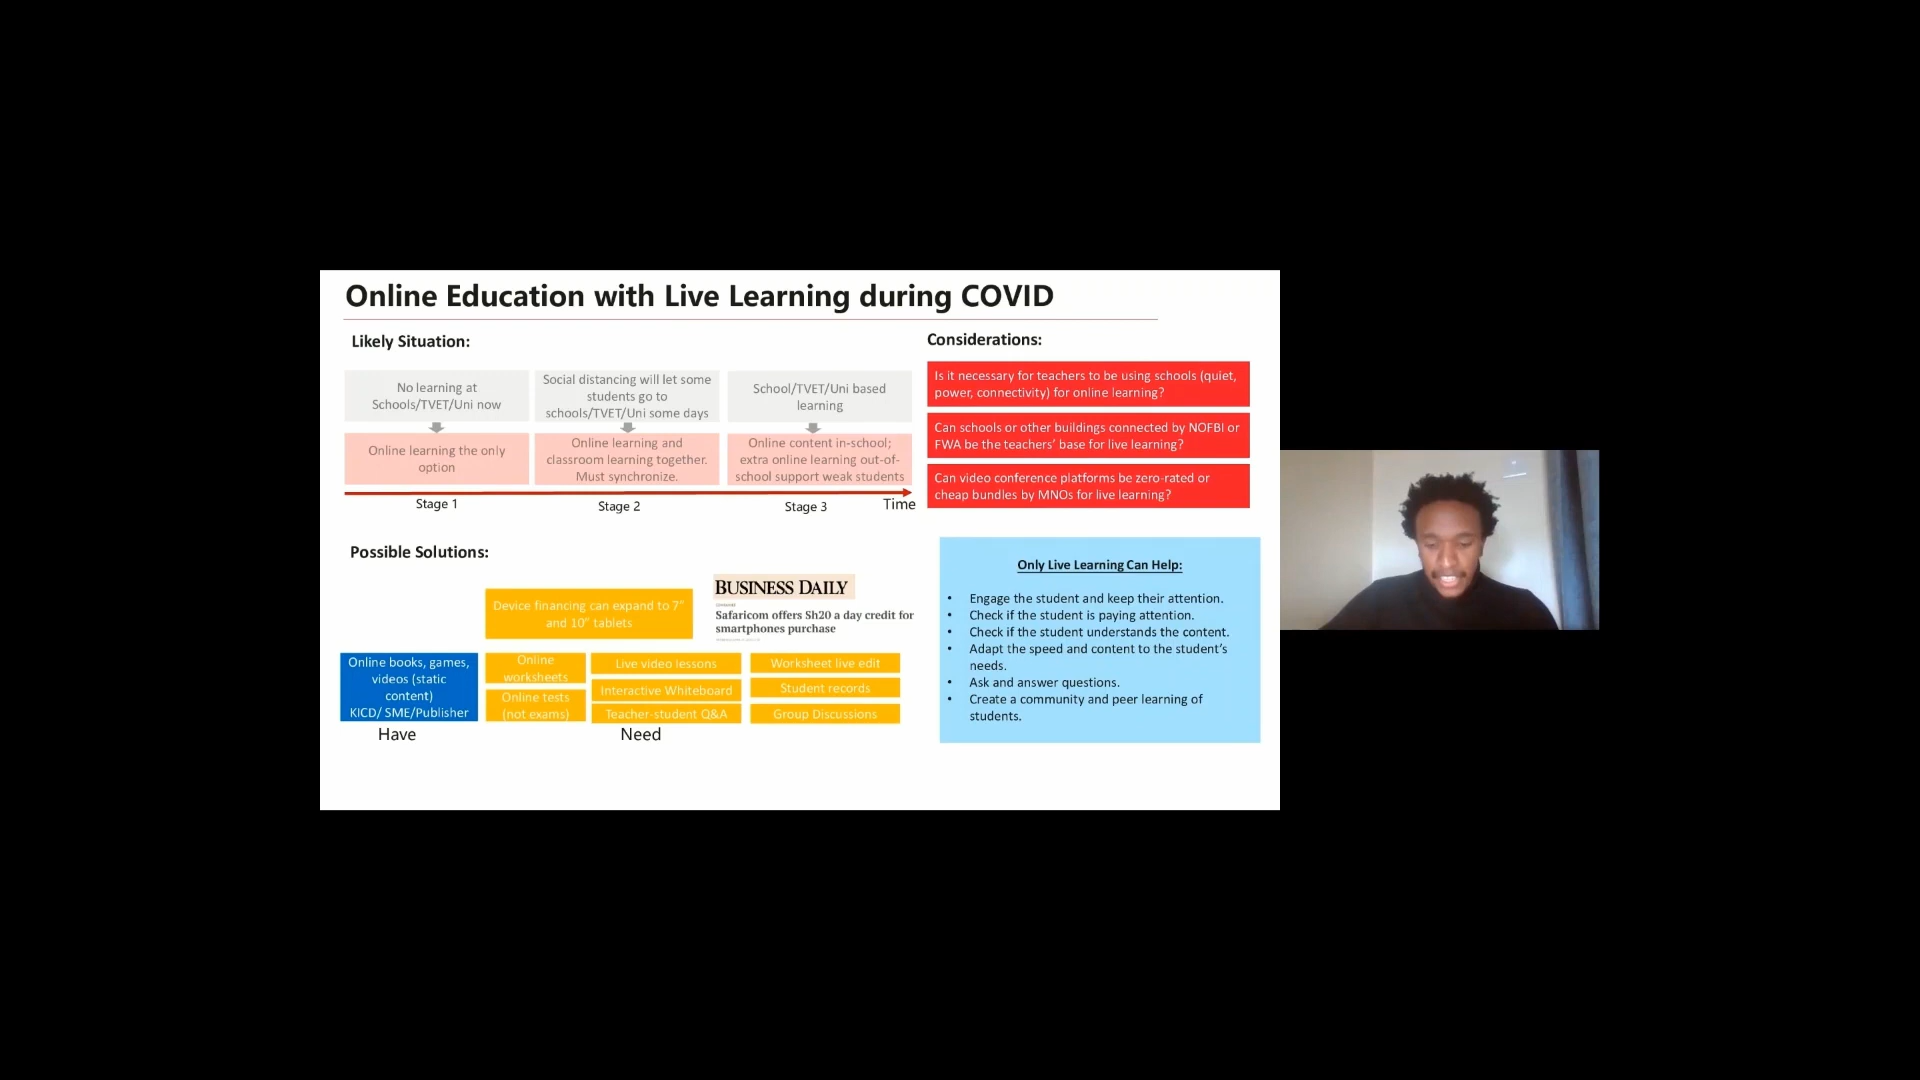 Online Education with Live Learning during COVID
Likely Situation:
No learning at
Schools/TVET/Uni now
Social distancing will let some
students go to
schools/TVET/Uni some days
School/TVET/Uni based
learning
Online learning the only
option
Online learning and
classroom learning together.
Must synchronize.
Online content in-school;
extra online learning out-of-
school support weak students
Stage 1
Stage 2
Stage 3
Time
Considerations:
Is it necessary for teachers to be using schools (quiet,
power, connectivity) for online learning?
Can schools or other buildings connected by NOFBI or
FWA be the teachers' base for live learning?
Can video conference platforms be zero-rated or
cheap bundles by MNOs for live learning?
Possible Solutions:
Device financing can expand to 7"
and 10" tablets
BUSINESS DAILY
Safaricom offers Sh20 a day credit for
smartphones purchase
Online books, games,
videos (static
content)
KICD/ SME/Publisher
Online
worksheets
Online tests
(not exams)
Live video lessons
Interactive Whiteboard
Teacher-student Q&A
Worksheet live edit
Student records
Group Discussions
Have
Need
Only Live Learning Can Help:
• Engage the student and keep their attention.
• Check if the student is paying attention.
• Check if the student understands the content.
• Adapt the speed and content to the student's
needs.
• Ask and answer questions.
• Create a community and peer learning of
students.